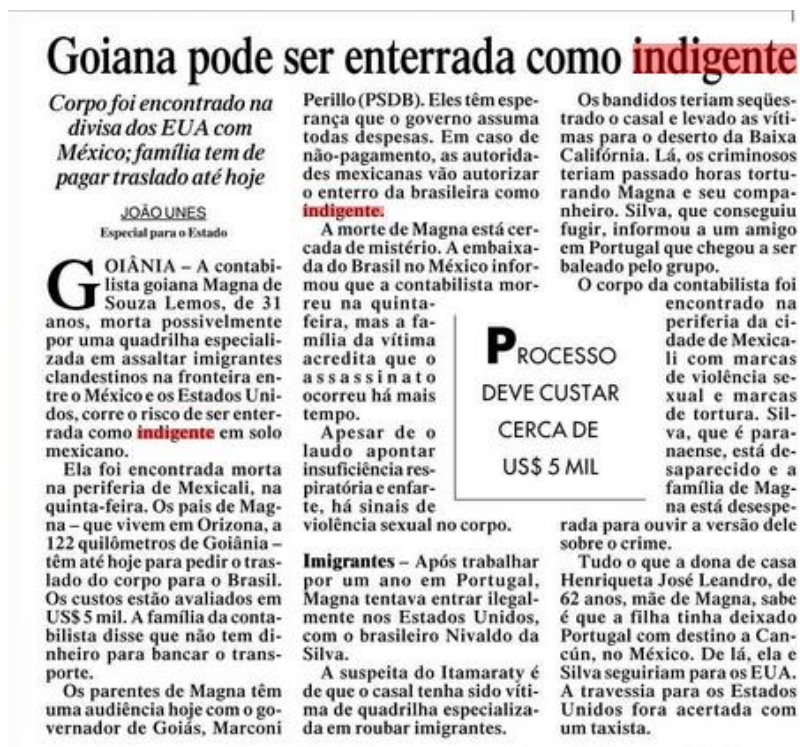 Goiana pode ser enterrada como indigente
Corpo foi encontrado na
divisa dos EUA com
México; família tem de
pagar traslado até hoje
JOÃO UNES
Especial para o Estado
GOIÂNIA – A contabi-
lista goiana Magna de
Souza Lemos, de 31
anos, morta possivelmente
por uma quadrilha especiali-
zada em assaltar imigrantes
clandestinos na fronteira en-
tre o México e os Estados Uni-
dos, corre o risco de ser enter-
rada como indigente em solo
mexicano.
Ela foi encontrada morta
na periferia de Mexicali, na
quinta-feira. Os pais de Mag-
na – que vivem em Orizona, a
122 quilômetros de Goiânia –
têm até hoje para pedir o tras-
lado do corpo para o Brasil.
Os custos estão avaliados em
US$ 5 mil. A família da conta-
bilista disse que não tem di-
nheiro para bancar o trans-
porte.
Os parentes de Magna têm
uma audiência hoje com o go-
vernador de Goiás, Marconi
Perillo (PSDB). Eles têm espe-
rança que o governo assuma
todas despesas. Em caso de
não-pagamento, as autorida-
des mexicanas vão autorizar
o enterro da brasileira como
indigente.
A morte de Magna está cer-
cada de mistério. A embaixa-
da do Brasil no México infor-
mou que a contabilista mor-
reu na quinta-
feira, mas a fa-
mília da vítima
acredita que o
assassinato
ocorreu há mais
tempo.
Apesar de o
laudo apontar
insuficiência res-
piratória e enfar-
te, há sinais de
violência sexual no corpo.
Imigrantes – Após trabalhar
por um ano em Portugal,
Magna tentava entrar ilegal-
mente nos Estados Unidos,
com o brasileiro Nivaldo da
Silva.
A suspeita do Itamaraty é
de que o casal tenha sido víti-
ma de quadrilha especializa-
da em roubar imigrantes.
PROCESSO
DEVE CUSTAR
CERCA DE
US$ 5 MIL
Os bandidos teriam seqües-
trado o casal e levado as víti-
mas para o deserto da Baixa
Califórnia. Lá, os criminosos
teriam passado horas tortu-
rando Magna e seu compa-
nheiro. Silva, que conseguiu
fugir, informou a um amigo
em Portugal que chegou a ser
baleado pelo grupo.
O corpo da contabilista foi
encontrado na
periferia da ci-
dade de Mexica-
li com marcas
de violência se-
xual e marcas
de tortura. Sil-
va, que é para-
naense, está de-
saparecido e a
família de Mag-
na está desespe-
rada para ouvir a versão dele
sobre o crime.
Tudo o que a dona de casa
Henriqueta José Leandro, de
62 anos, mãe de Magna, sabe
é que a filha tinha deixado
Portugal com destino a Can-
cún, no México. De lá, ela e
Silva seguiriam para os EUA.
A travessia para os Estados
Unidos fora acertada com
um taxista.